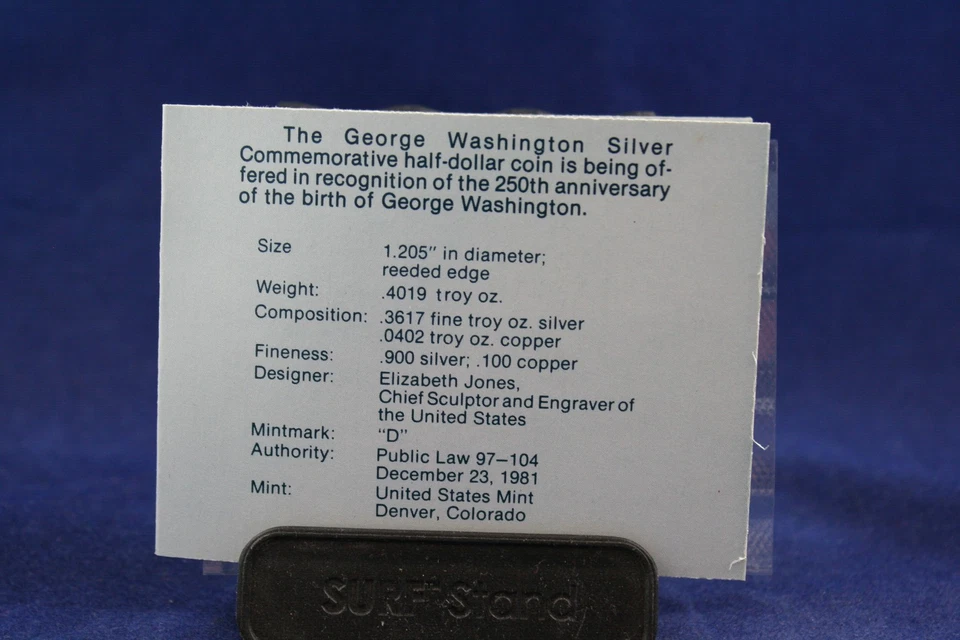 The George Washington Silver
Commemorative half-dollar coin is being of-
fered in recognition of the 250th anniversary
of the birth of George Washington.
Size 1.205" in diameter;
reeded edge
Weight: .4019 troy oz.
Composition: .3617 fine troy oz. silver
.0402 troy oz. copper
Fineness: .900 silver; .100 copper
Designer: Elizabeth Jones,
Chief Sculptor and Engraver of
the United States
Mintmark: "D"
Authority: Public Law 97–104
December 23, 1981
Mint: United States Mint
Denver, Colorado
SURE Stand